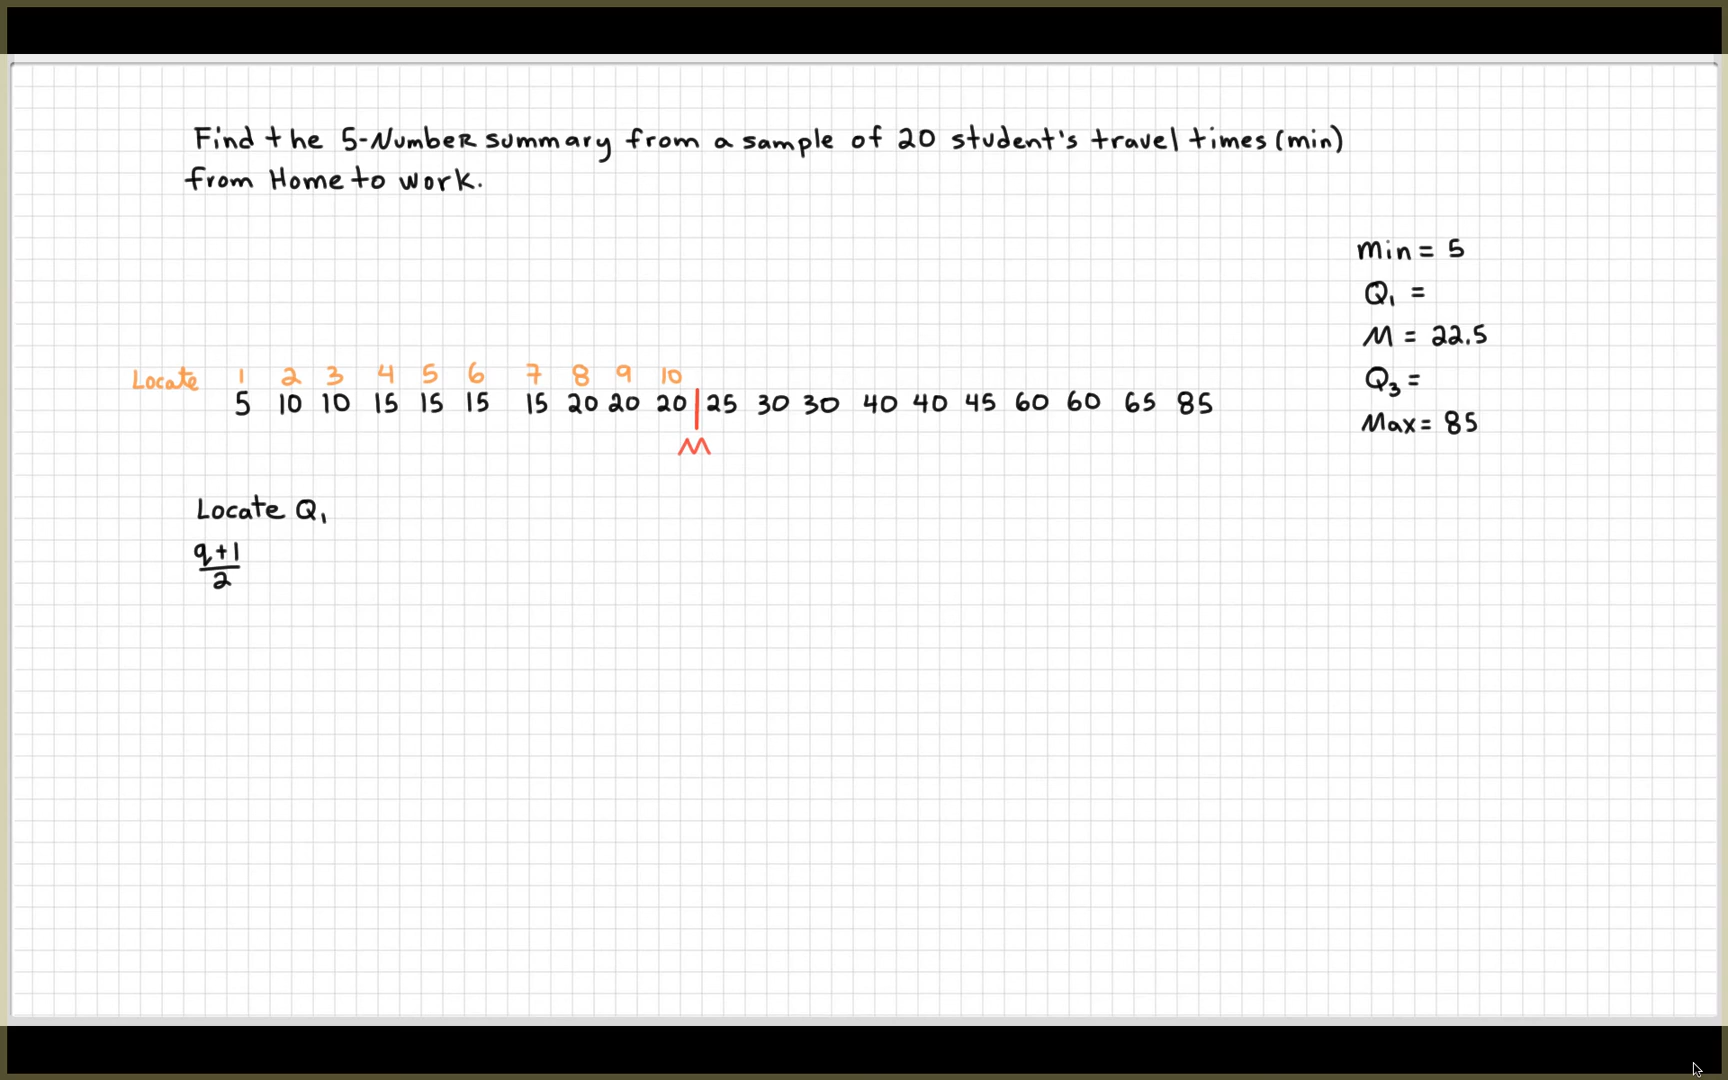 Find the 5-Number summary from a sample of 20 student's travel times (min)
from Home to work.
min = 5
Q₁ =
M = 22.5
Q₃ =
Max = 85
Locate 1 2 3 4 5 6 7 8 9 10
5 10 10 15 15 15 15 20 20 20 | 25 30 30 40 40 45 60 60 65 85
M
Locate Q₁
q+1
2